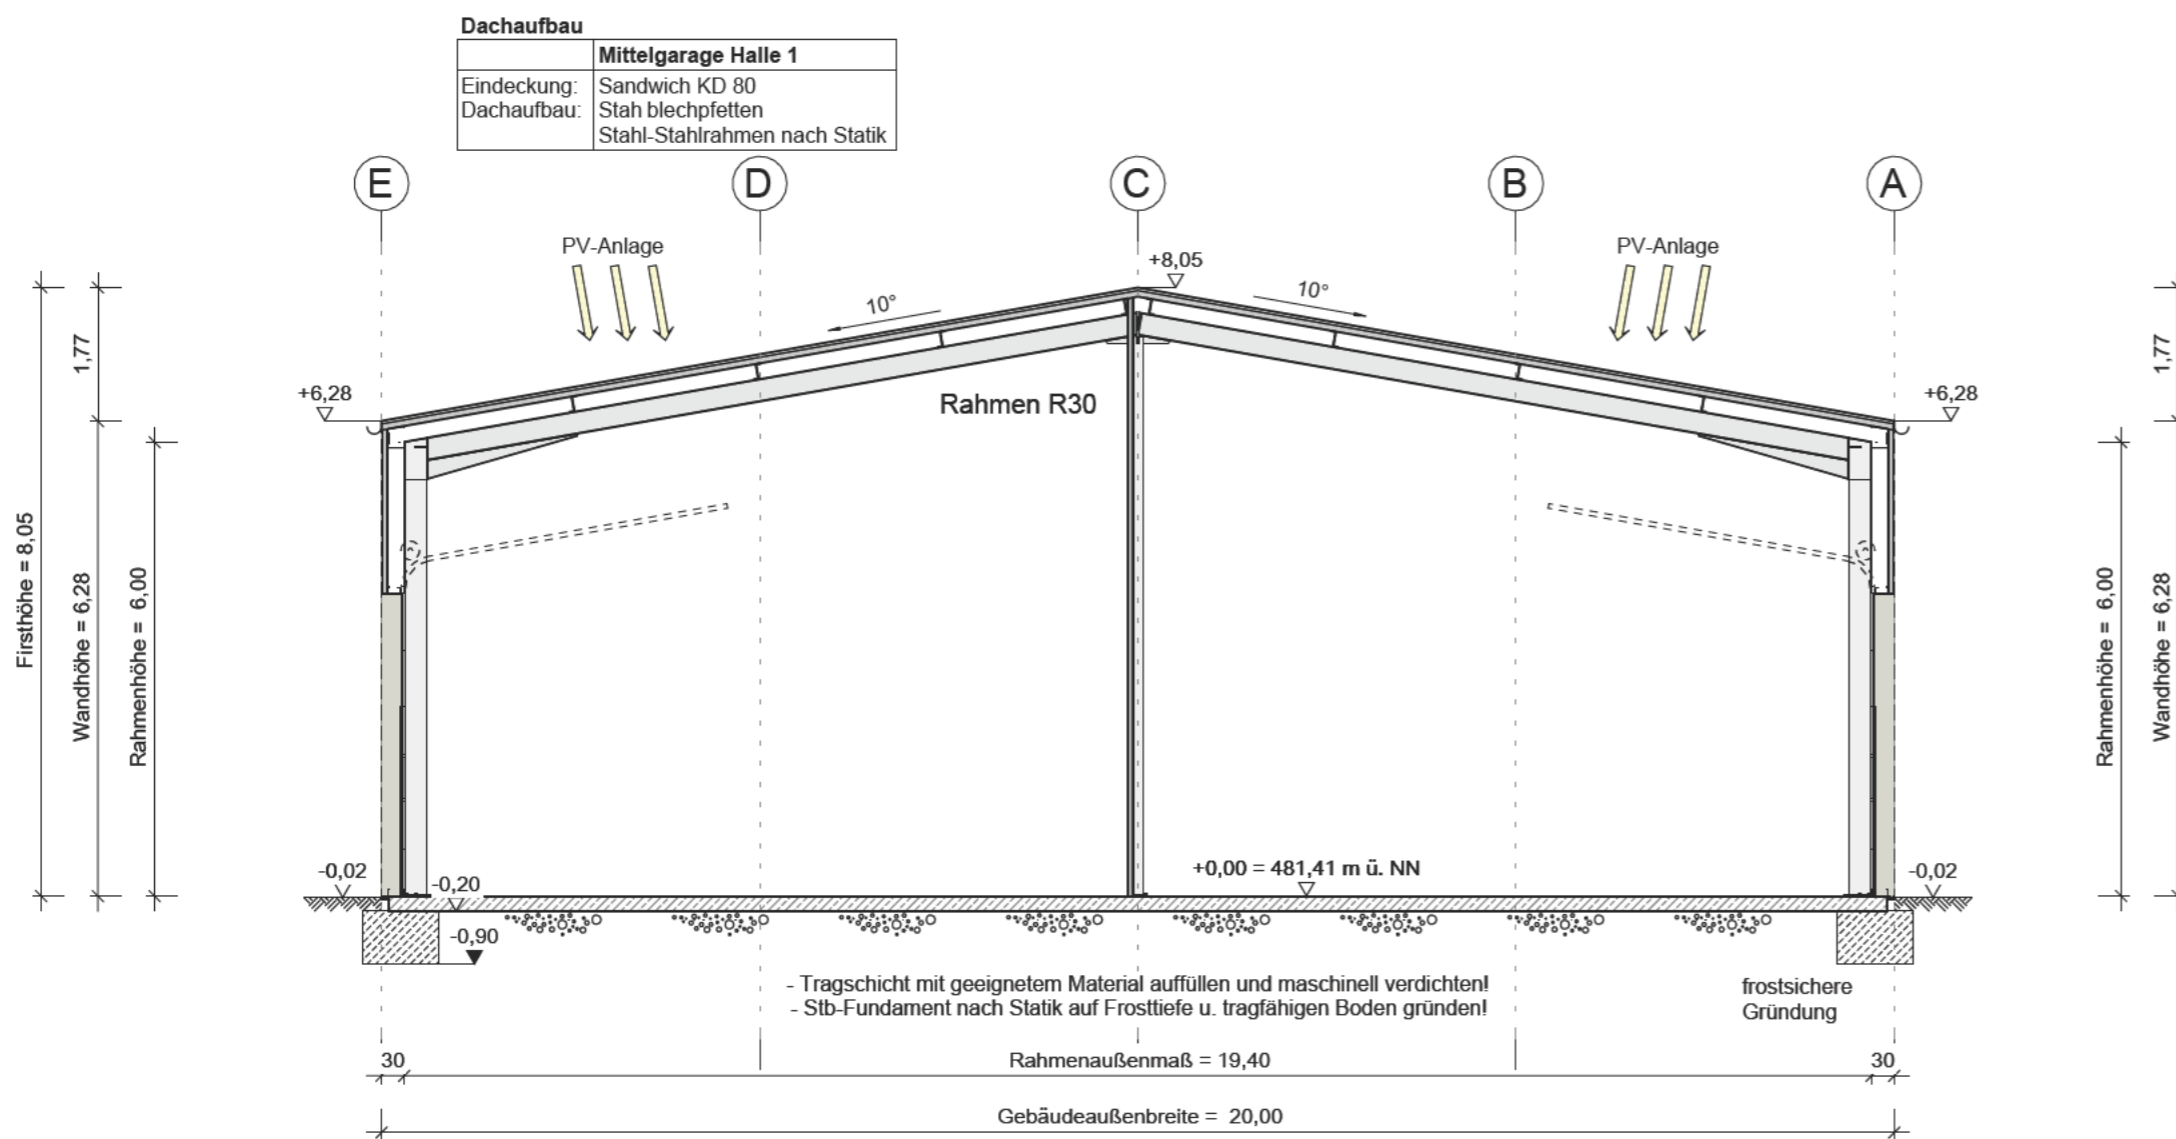 Dachaufbau
Mittelgarage Halle 1
Eindeckung: Sandwich KD 80
Dachaufbau: Stah blechpfetten
Stahl-Stahlrahmen nach Statik
E D C B A
PV-Anlage PV-Anlage
+8,05
10° 10°
1,77 1,77
+6,28 +6,28
Rahmen R30
Firsthöhe = 8,05
Wandhöhe = 6,28
Rahmenhöhe = 6,00
Rahmenhöhe = 6,00
Wandhöhe = 6,28
-0,02 -0,20 +0,00 = 481,41 m ü. NN -0,02
-0,90
- Tragschicht mit geeignetem Material auffüllen und maschinell verdichten!
- Stb-Fundament nach Statik auf Frosttiefe u. tragfähigen Boden gründen!
frostsichere
Gründung
30 Rahmenaußenmaß = 19,40 30
Gebäudeaußenbreite = 20,00